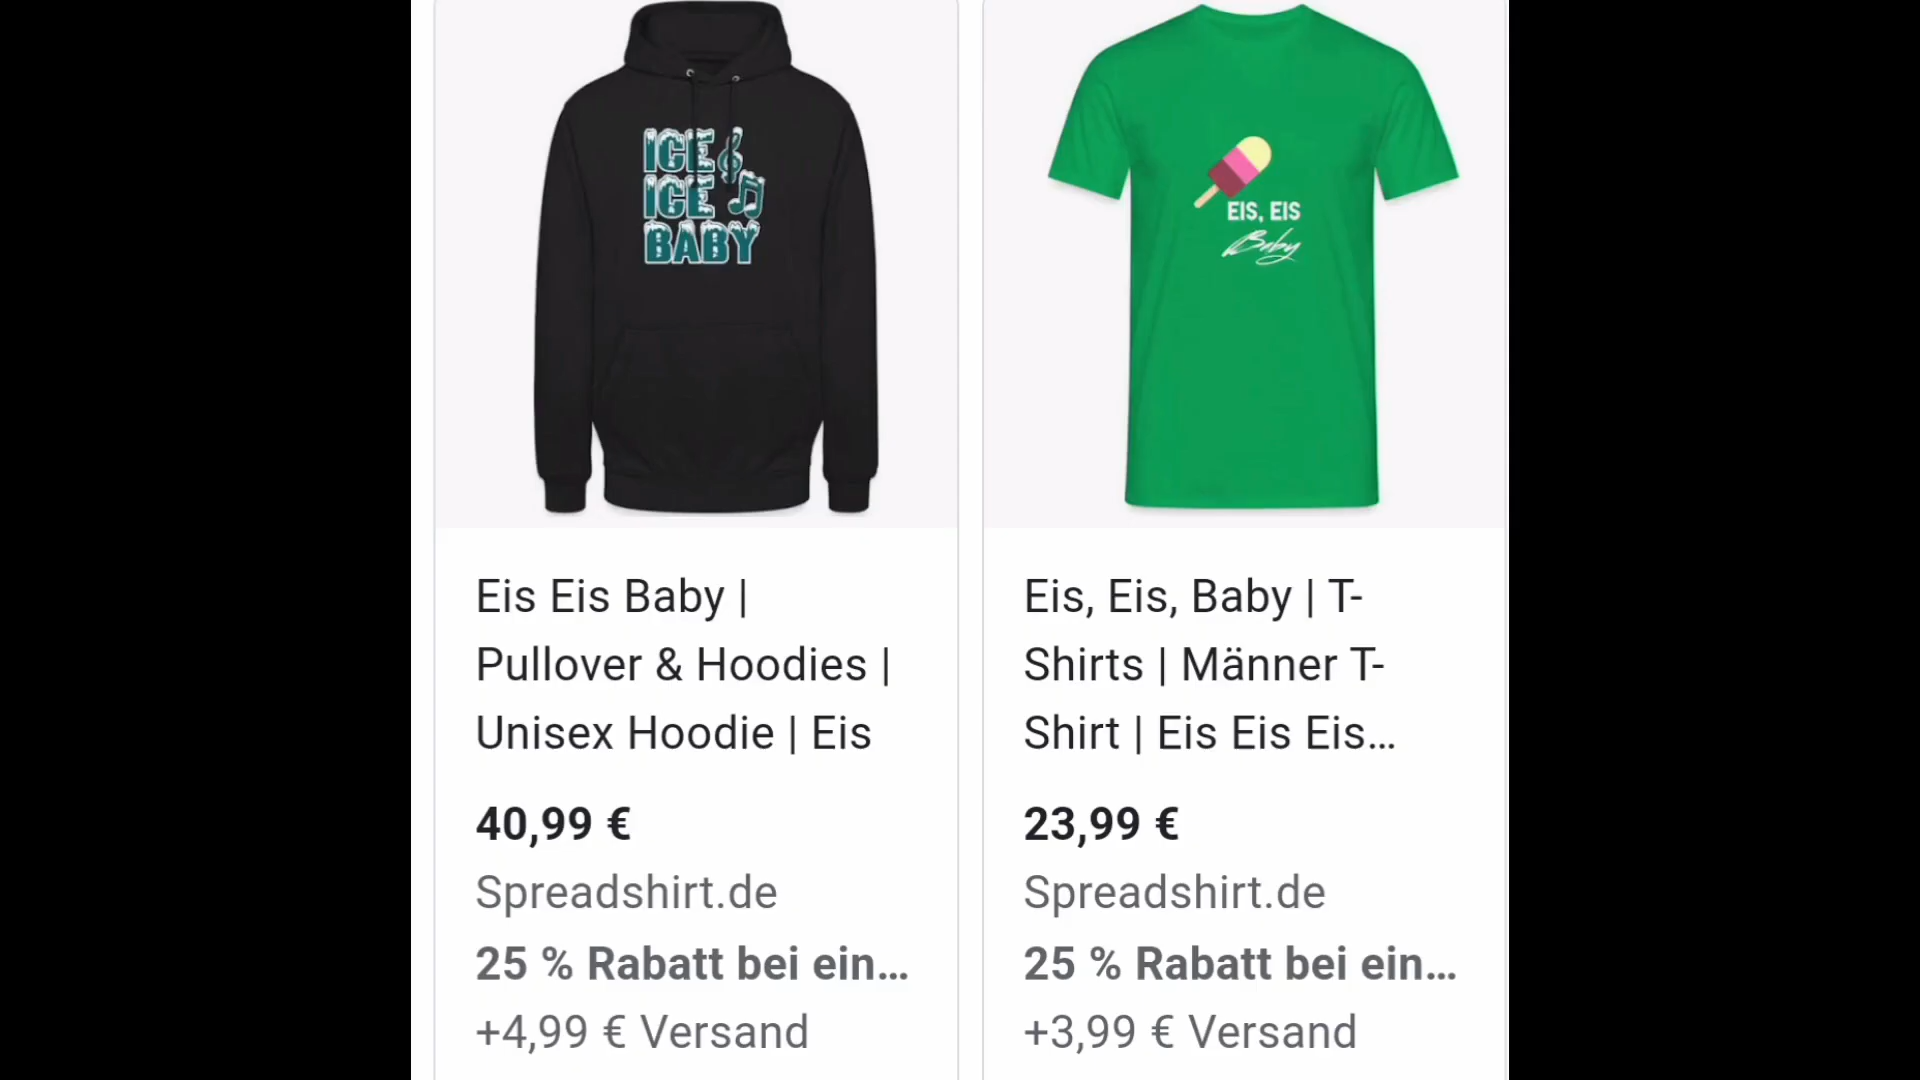 ICE
ICE
BABY
Eis Eis Baby |
Pullover & Hoodies |
Unisex Hoodie | Eis
40,99 €
Spreadshirt.de
25 % Rabatt bei ein...
+4,99 € Versand
EIS, EIS
Baby
Eis, Eis, Baby | T-
Shirts | Männer T-
Shirt | Eis Eis Eis...
23,99 €
Spreadshirt.de
25 % Rabatt bei ein...
+3,99 € Versand